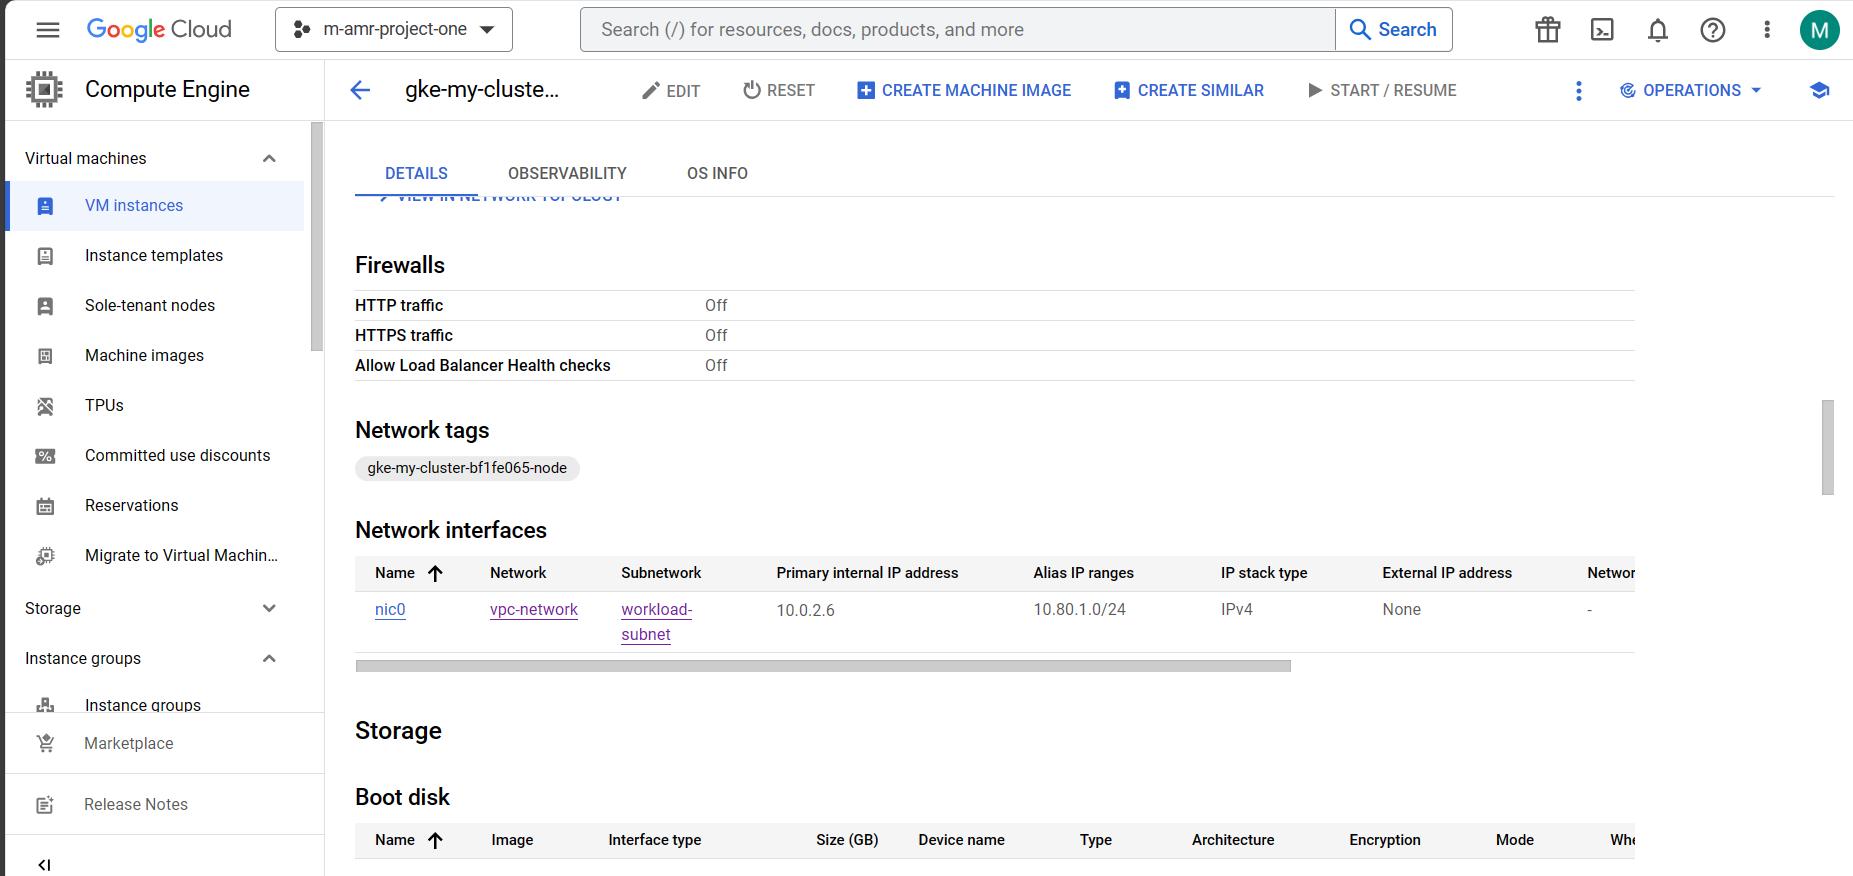 Google Cloud
m-amr-project-one
Search (/) for resources, docs, products, and more
Search
M
Compute Engine
gke-my-cluste...
EDIT
RESET
CREATE MACHINE IMAGE
CREATE SIMILAR
START / RESUME
OPERATIONS
Virtual machines
VM instances
Instance templates
Sole-tenant nodes
Machine images
TPUs
Committed use discounts
Reservations
Migrate to Virtual Machin...
Storage
Instance groups
Instance groups
Marketplace
Release Notes
DETAILS
OBSERVABILITY
OS INFO
VIEW IN NETWORK TOPOLOGY
Firewalls
HTTP traffic Off
HTTPS traffic Off
Allow Load Balancer Health checks Off
Network tags
gke-my-cluster-bf1fe065-node
Network interfaces
Name Network Subnetwork Primary internal IP address Alias IP ranges IP stack type External IP address Networ
nic0 vpc-network workload- 10.0.2.6 10.80.1.0/24 IPv4 None -
subnet
Storage
Boot disk
Name Image Interface type Size (GB) Device name Type Architecture Encryption Mode Whe